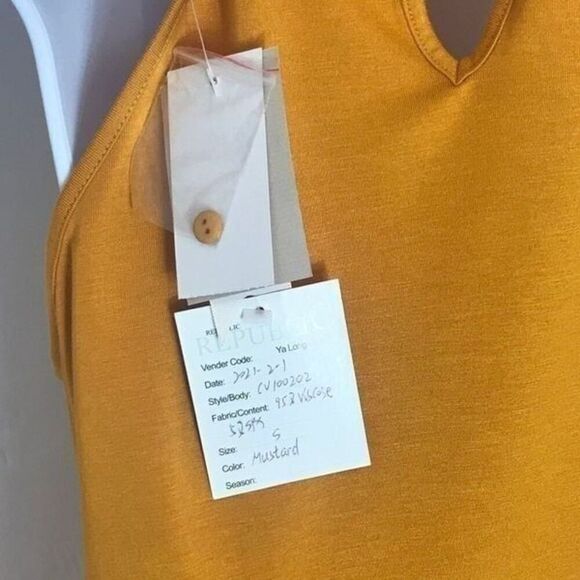 REPUBLIC
Vender Code: Ya Long
Date: 2021-2-1
Style/Body: CV100202
Fabric/Content: 95% Viscose
5%
Size: S
Color: Mustard
Season: